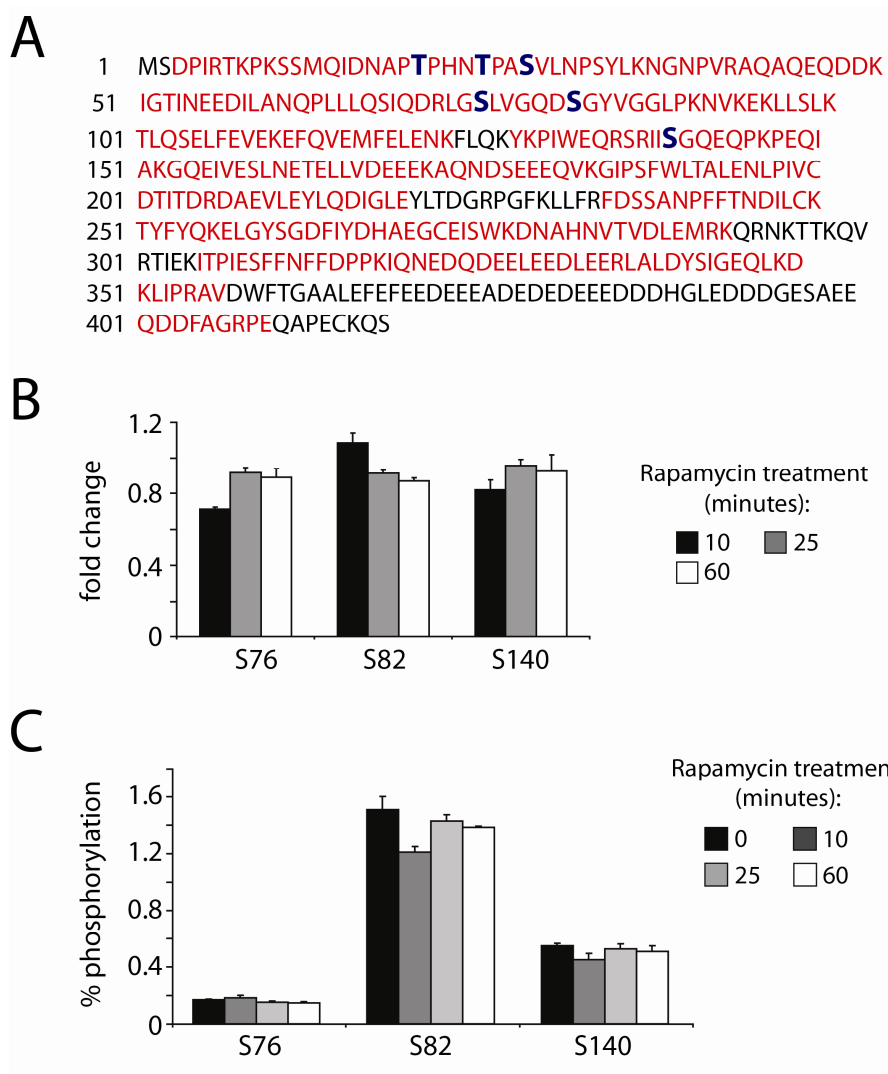 A
1 MSDPIRTKPKSSMQIDNAPTPHNTPASVLNPSYLKNGNPVRAQAQEQDDK
51 IGTINEEDILANQPLLLQSIQDRLGSLVGQDSGYVGGLPKNVKEKLLSLK
101 TLQSELFEVEKEFQVEMFELENKFLQKYKPIWEQRSRIISGQEQPKPEQI
151 AKGQEIVESLNETELLVDEEEKAQNDSEEEQVKGIPSFWLTALENLPIVC
201 DTITDRDAEVLEYLQDIGLEYLTDGRPGFKLLFRFDSSANPFFTNDILCK
251 TYFYQKELGYSGDFIYDHAEGCEISWKDNAHNVTVDLEMRKQRNKTTKQV
301 RTIEKITPIESFFNFFDPPKIQNEDQDEELEEDLEERLALDYSIGEQLKD
351 KLIPRAVDWFTGAALEFEFEEDEEEADEDEDEEEDDDHGLEDDDGESAEE
401 QDDFAGRPEQAPECKQS
B
fold change
1.2
0.8
0.4
0
S76 S82 S140
Rapamycin treatment
(minutes):
10 25
60
C
% phosphorylation
1.6
1.2
0.8
0.4
0
S76 S82 S140
Rapamycin treatmen
(minutes):
0 10
25 60